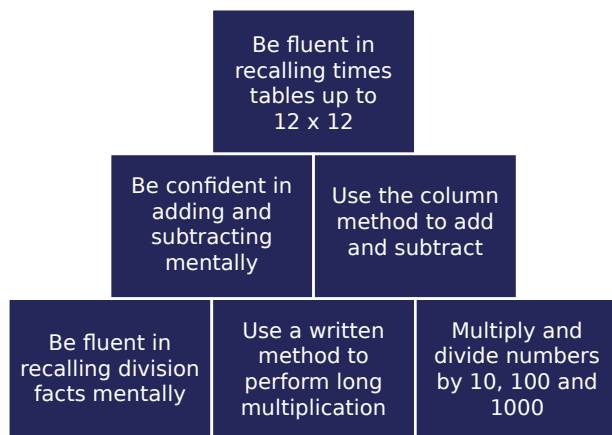 Be fluent in
recalling times
tables up to
12 x 12
Be confident in
adding and
subtracting
mentally
Use the column
method to add
and subtract
Be fluent in
recalling division
facts mentally
Use a written
method to
perform long
multiplication
Multiply and
divide numbers
by 10, 100 and
1000